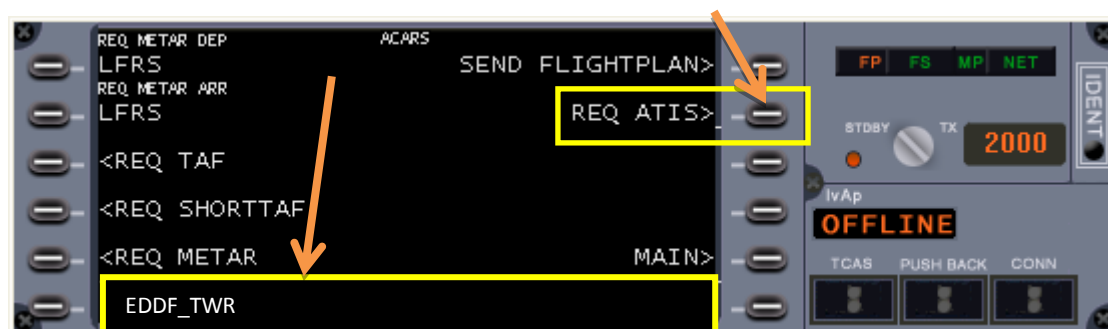 REQ METAR DEP ACARS
LFRS SEND FLIGHTPLAN>
REQ METAR ARR
LFRS REQ ATIS>
<REQ TAF
<REQ SHORTTAF
<REQ METAR MAIN>
EDDF_TWR
FP FS MP NET
STDBY TX 2000
IDENT
IvAp
OFFLINE
TCAS PUSH BACK CONN